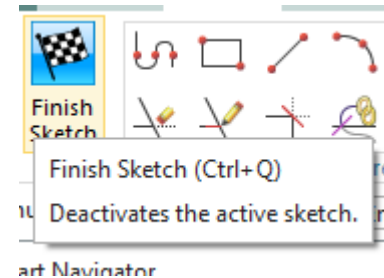 Finish
Sketch
Finish Sketch (Ctrl+Q)
Deactivates the active sketch.
art Navigator